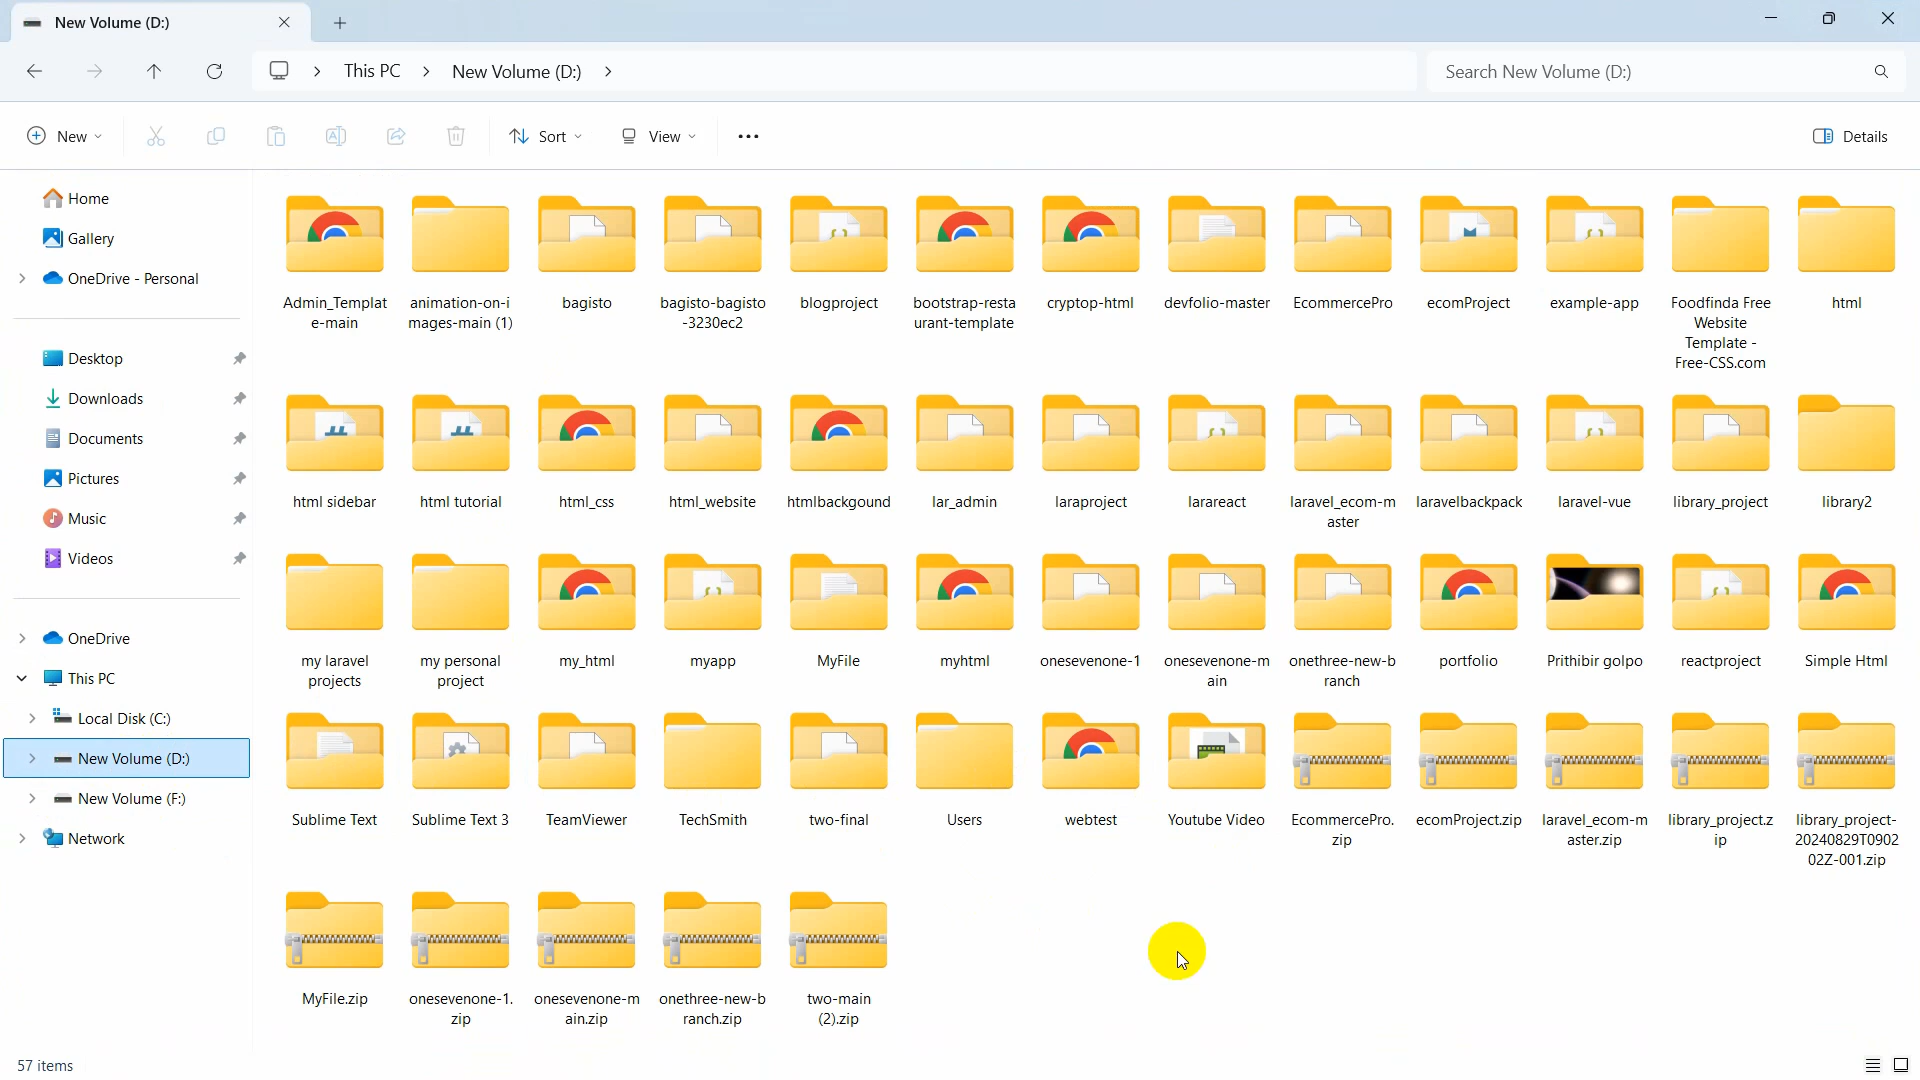 New Volume (D:)
This PC
New Volume (D:)
Search New Volume (D:)
New
Sort
View
Details
Home
Gallery
OneDrive - Personal
Desktop
Downloads
Documents
Pictures
Music
Videos
OneDrive
This PC
Local Disk (C:)
New Volume (D:)
New Volume (F:)
Network
Admin_Templat
e-main
animation-on-i
mages-main (1)
bagisto
bagisto-bagisto
-3230ec2
blogproject
bootstrap-resta
urant-template
cryptop-html
devfolio-master
EcommercePro
ecomProject
example-app
Foodfinda Free
Website
Template -
Free-CSS.com
html
html sidebar
html tutorial
html_css
html_website
htmlbackgound
lar_admin
laraproject
larareact
laravel_ecom-m
aster
laravelbackpack
laravel-vue
library_project
library2
my laravel
projects
my personal
project
my_html
myapp
MyFile
myhtml
onesevenone-1
onesevenone-m
ain
onethree-new-b
ranch
portfolio
Prithibir golpo
reactproject
Simple Html
Sublime Text
Sublime Text 3
TeamViewer
TechSmith
two-final
Users
webtest
Youtube Video
EcommercePro.
zip
ecomProject.zip
laravel_ecom-m
aster.zip
library_project.z
ip
library_project-
20240829T0902
02Z-001.zip
MyFile.zip
onesevenone-1.
zip
onesevenone-m
ain.zip
onethree-new-b
ranch.zip
two-main
(2).zip
57 items